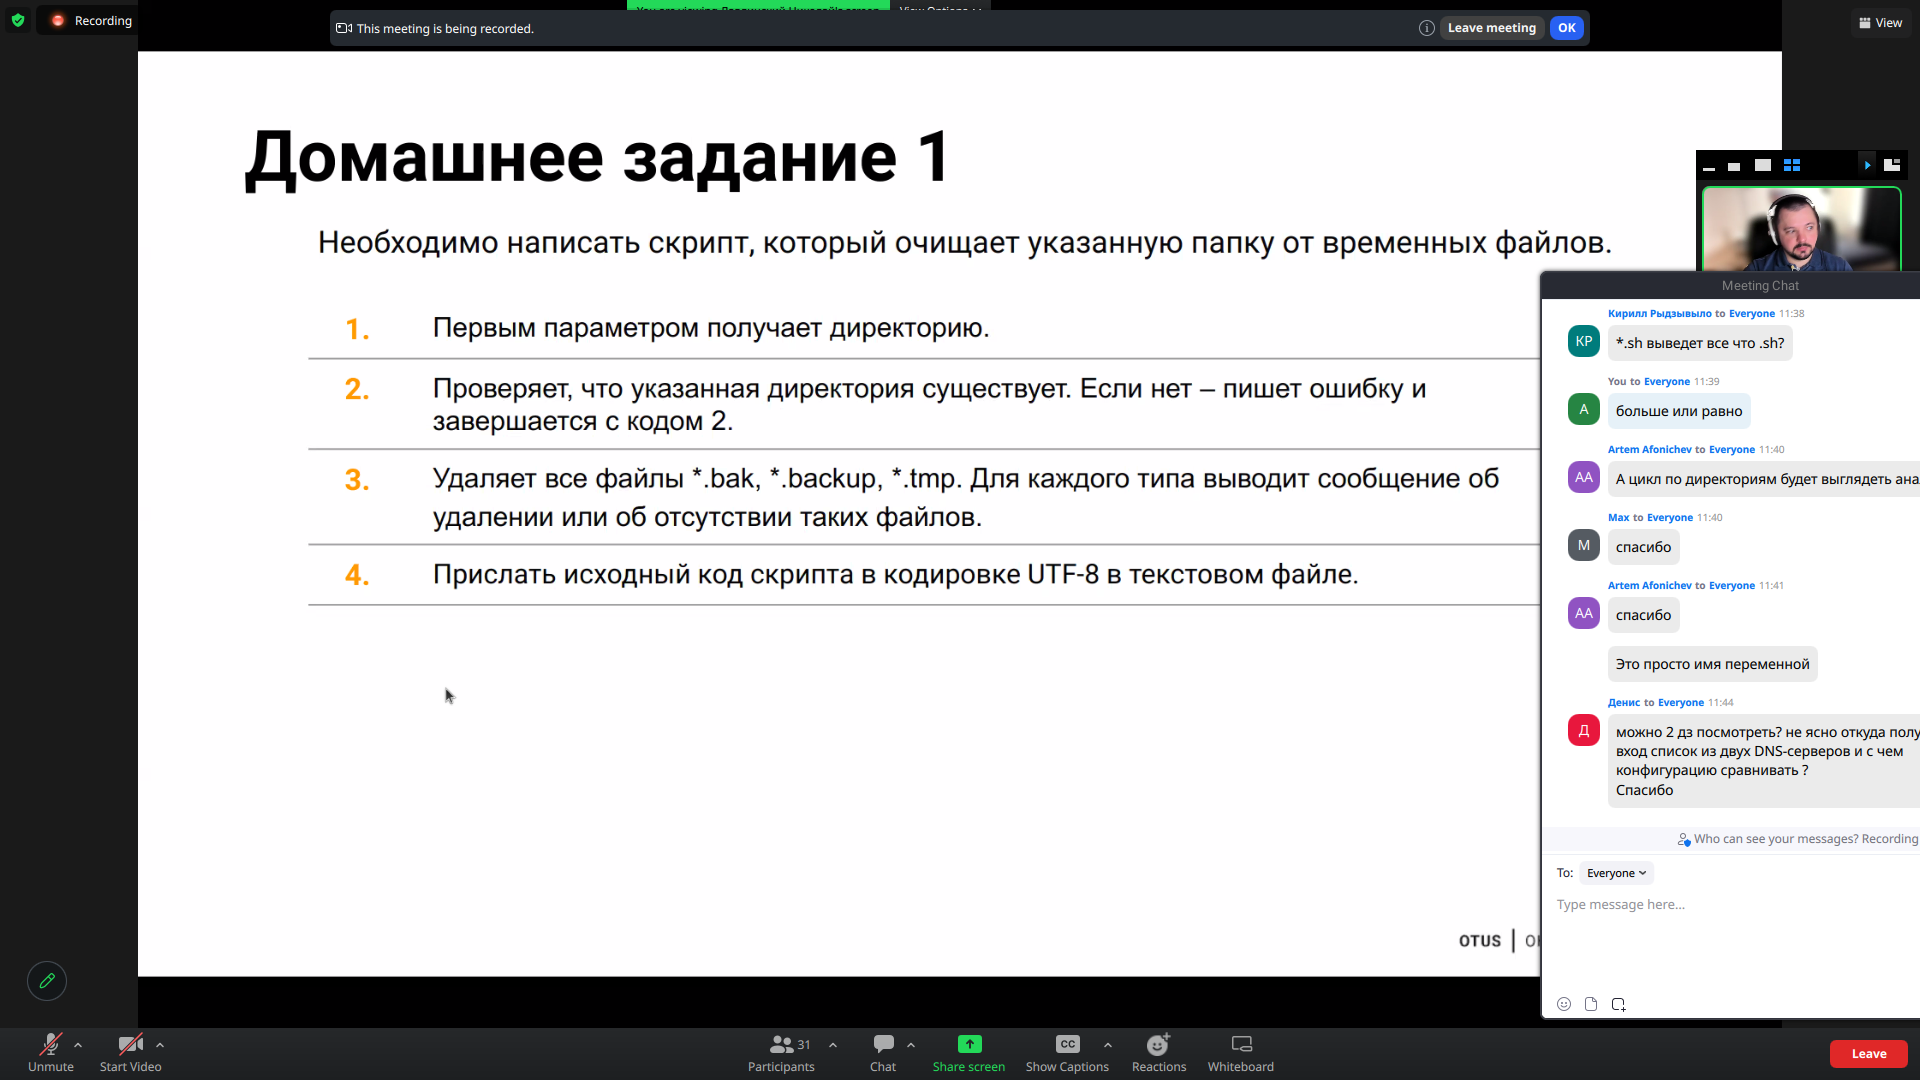 Recording
View Options
This meeting is being recorded.
Leave meeting
OK
View
Домашнее задание 1
Необходимо написать скрипт, который очищает указанную папку от временных файлов.
1. Первым параметром получает директорию.
2. Проверяет, что указанная директория существует. Если нет – пишет ошибку и
завершается с кодом 2.
3. Удаляет все файлы *.bak, *.backup, *.tmp. Для каждого типа выводит сообщение об
удалении или об отсутствии таких файлов.
4. Прислать исходный код скрипта в кодировке UTF-8 в текстовом файле.
OTUS
Meeting Chat
Кирилл Рыдзывыло to Everyone 11:38
КР
*.sh выведет все что .sh?
You to Everyone 11:39
A
больше или равно
Artem Afonichev to Everyone 11:40
AA
А цикл по директориям будет выглядеть
Max to Everyone 11:40
M
спасибо
Artem Afonichev to Everyone 11:41
AA
спасибо
Это просто имя переменной
Денис to Everyone 11:44
Д
можно 2 дз посмотреть? не ясно откуда
вход список из двух DNS-серверов и с чем
конфигурацию сравнивать ?
Спасибо
Who can see your messages? Recording
To: Everyone
Type message here...
Unmute
Start Video
31
Participants
Chat
Share screen
CC
Show Captions
Reactions
Whiteboard
Leave